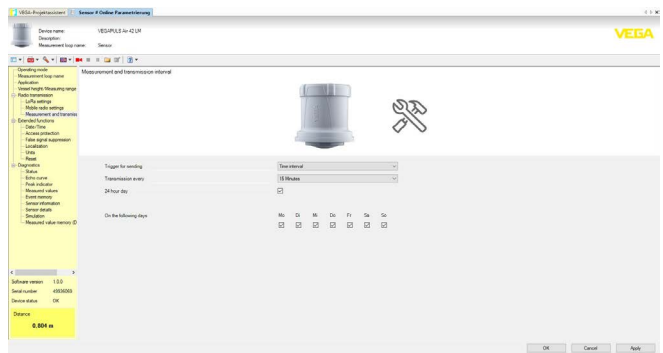 VEGA-Projektassistent
Sensor # Online Parametrierung
Device name: VEGAPULS Air 42 LM
Description:
Measurement loop name: Sensor
VEGA
Operating mode
Measurement loop name
Application
Vessel height/Measuring range
Radio transmission
LoRa settings
Mobile radio settings
Measurement and transmis
Extended functions
Date/Time
Access protection
False signal suppression
Localisation
Units
Reset
Diagnostics
Status
Echo curve
Peak indicator
Measured values
Event memory
Sensor information
Sensor details
Simulation
Measured value memory (D
Software version 1.0.0
Serial number
Device status OK
Distance
0.804 m
Measurement and transmission interval
Trigger for sending Time interval
Transmission every 15 Minutes
24 hour day
On the following days: Mo Di Mi Do Fr Sa So
OK Cancel Apply